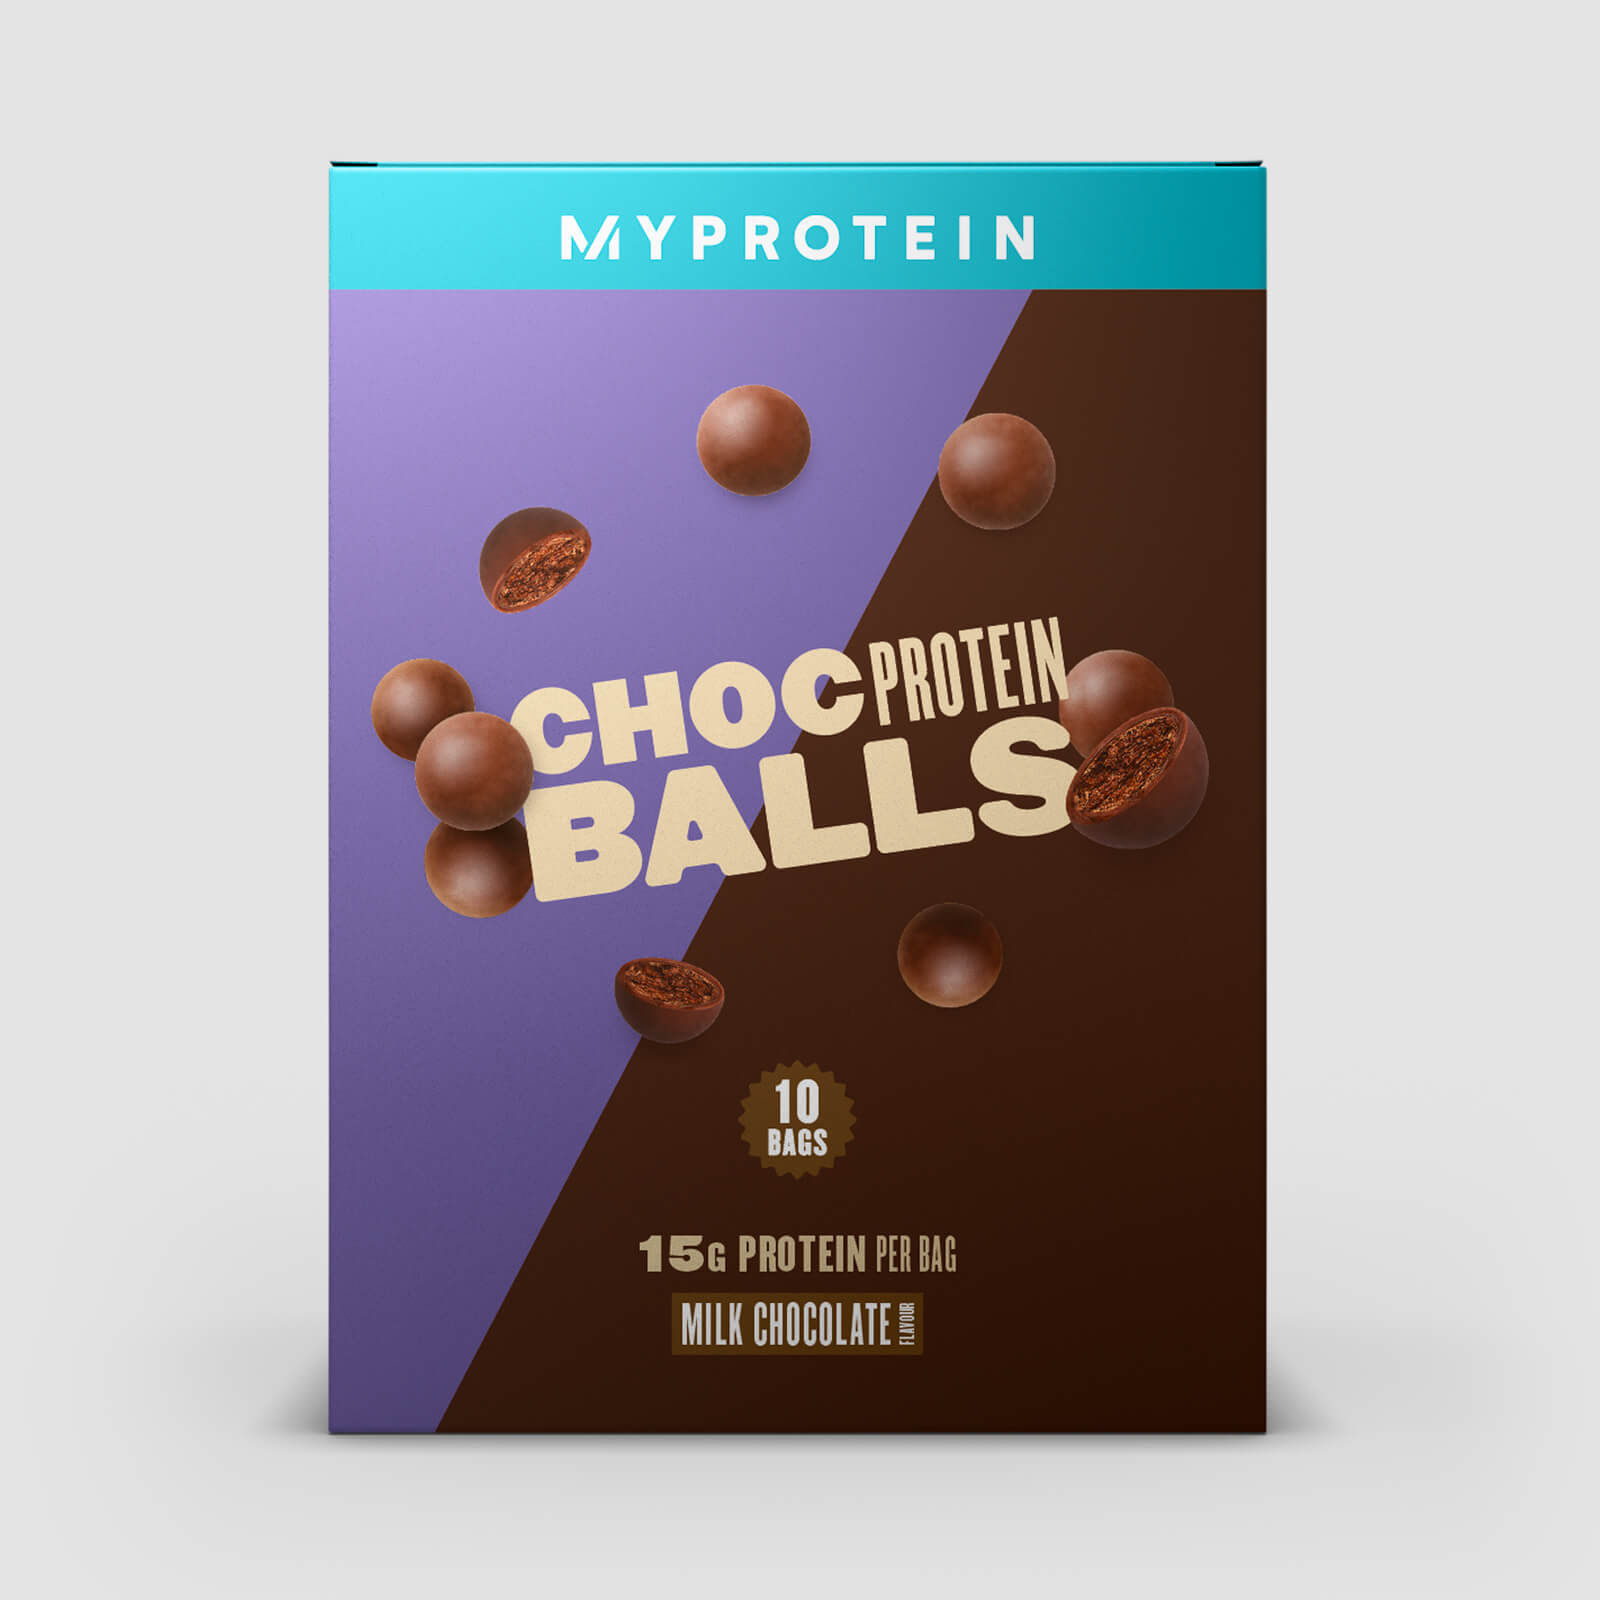 MYPROTEIN
CHOC PROTEIN
BALLS
10
BAGS
15G PROTEIN PER BAG
MILK CHOCOLATE FLAVOUR